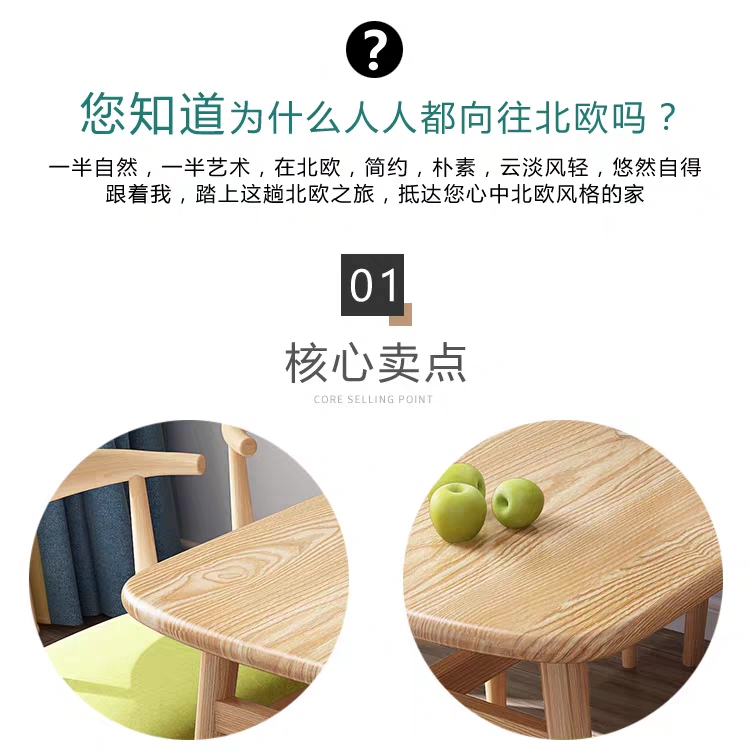 ?
您知道为什么人人都向往北欧吗？
一半自然，一半艺术，在北欧，简约，朴素，云淡风轻，悠然自得
跟着我，踏上这趟北欧之旅，抵达您心中北欧风格的家
01
核心卖点
CORE SELLING POINT